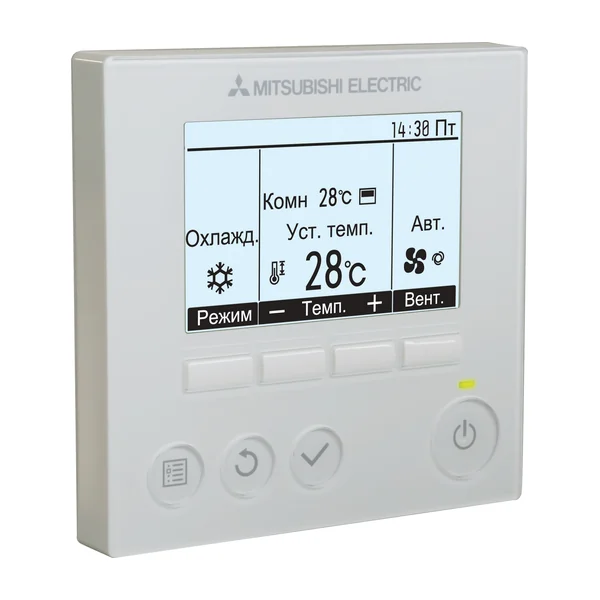 MITSUBISHI ELECTRIC
14:30 Пт
Комн 28°C
Охлажд.
Уст. темп.
Авт.
28°C
Режим
− Темп. +
Вент.